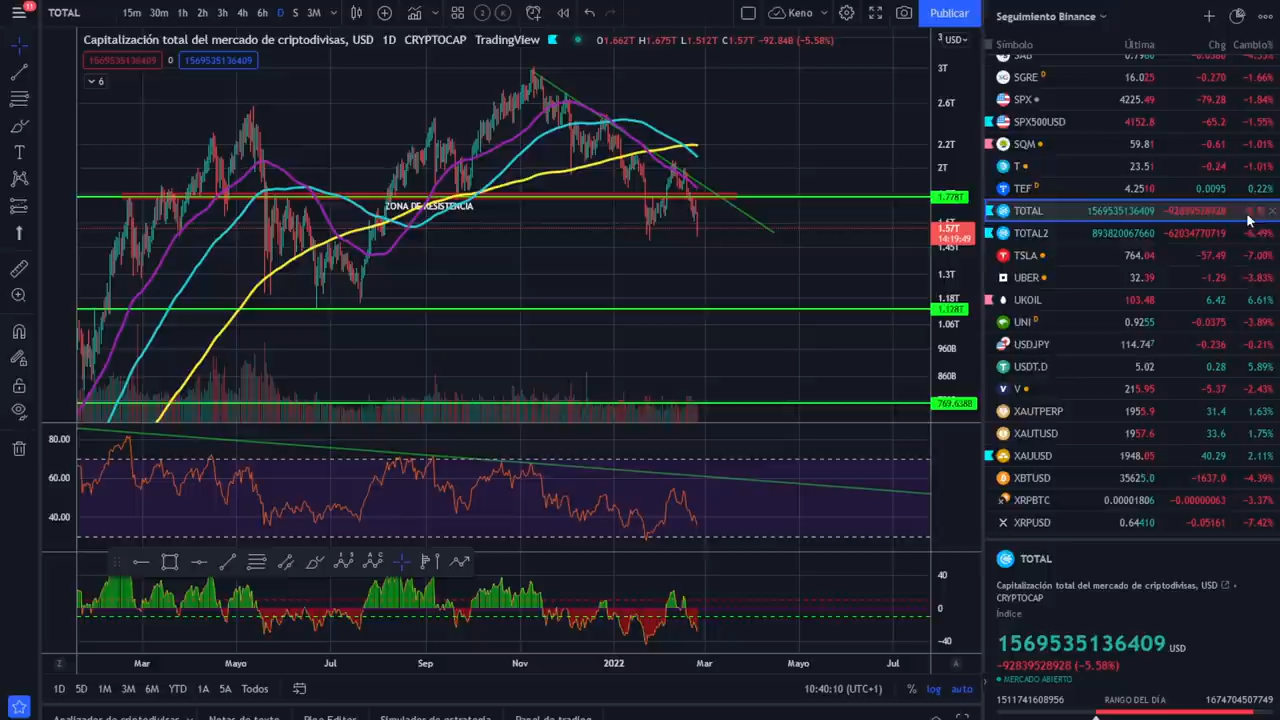 11
TOTAL
15m 30m 1h 2h 3h 4h 6h D S 3M
2
K
Keno
Publicar
Capitalización total del mercado de criptodivisas, USD 1D CRYPTOCAP TradingView
O1.662T H1.675T L1.512T C1.57T -92.84B (-5.58%)
1569535136409 0 1569535136409
6
USD
3T
2.6T
2.2T
2T
1.778T
1.57T
14:19:49
1.45T
1.3T
1.18T
1.128T
1.06T
960B
860B
769.638B
ZONA DE RESISTENCIA
80.00
60.00
40.00
40
0
-40
Mar Mayo Jul Sep Nov 2022 Mar Mayo Jul
Z
A
1D 5D 1M 3M 6M YTD 1A 5A Todos
10:40:10 (UTC+1) % log auto
Seguimiento Binance
Símbolo Última Chg Cambio%
SGRE D 16.025 -0.270 -1.66%
SPX 4225.49 -79.28 -1.84%
SPX500USD 4152.8 -65.2 -1.55%
SQM 59.81 -0.61 -1.01%
T 23.51 -0.24 -1.01%
TEF D 4.2510 0.0095 0.22%
TOTAL 1569535136409 -92839528928
TOTAL2 893820067660 -62034770719 -6.49%
TSLA 764.04 -57.49 -7.00%
UBER 32.39 -1.29 -3.83%
UKOIL 103.48 6.42 6.61%
UNI D 0.9255 -0.0375 -3.89%
USDJPY 114.747 -0.236 -0.21%
USDT.D 5.02 0.28 5.89%
V 215.95 -5.37 -2.43%
XAUTPERP 1955.9 31.4 1.63%
XAUTUSD 1957.6 33.6 1.75%
XAUUSD 1948.05 40.29 2.11%
XBTUSD 35625.0 -1637.0 -4.39%
XRPBTC 0.00001806 -0.00000063 -3.37%
XRPUSD 0.64410 -0.05161 -7.42%
TOTAL
Capitalización total del mercado de criptodivisas, USD
CRYPTOCAP
Índice
1569535136409 USD
-92839528928 (-5.58%)
MERCADO ABIERTO
1511741608956 RANGO DEL DÍA 1674704507749